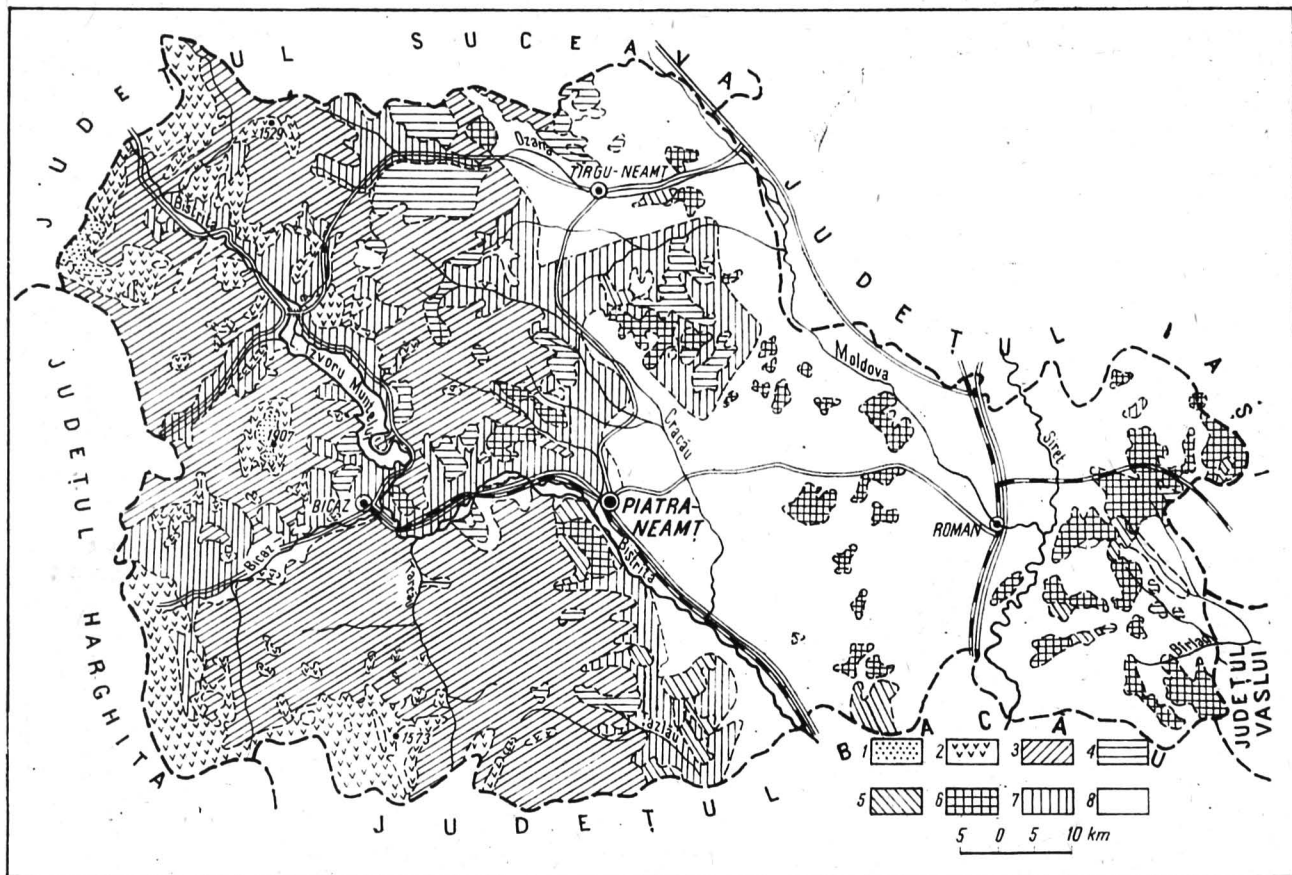 JUDEȚUL SUCEAVA
JUDEȚUL IAȘI
JUDEȚUL HARGHITA
JUDEȚUL BACĂU
JUDEȚUL
VASLUI
1529
Ozana
TÎRGU-NEAMȚ
Izvoru Muntelui
1907
Cracău
Moldova
Siret
BICAZ
Bicaz
PIATRA-
NEAMȚ
Bistrița
ROMAN
Bîrlad
1523
1 2 3 4
5 6 7 8
5 0 5 10 km